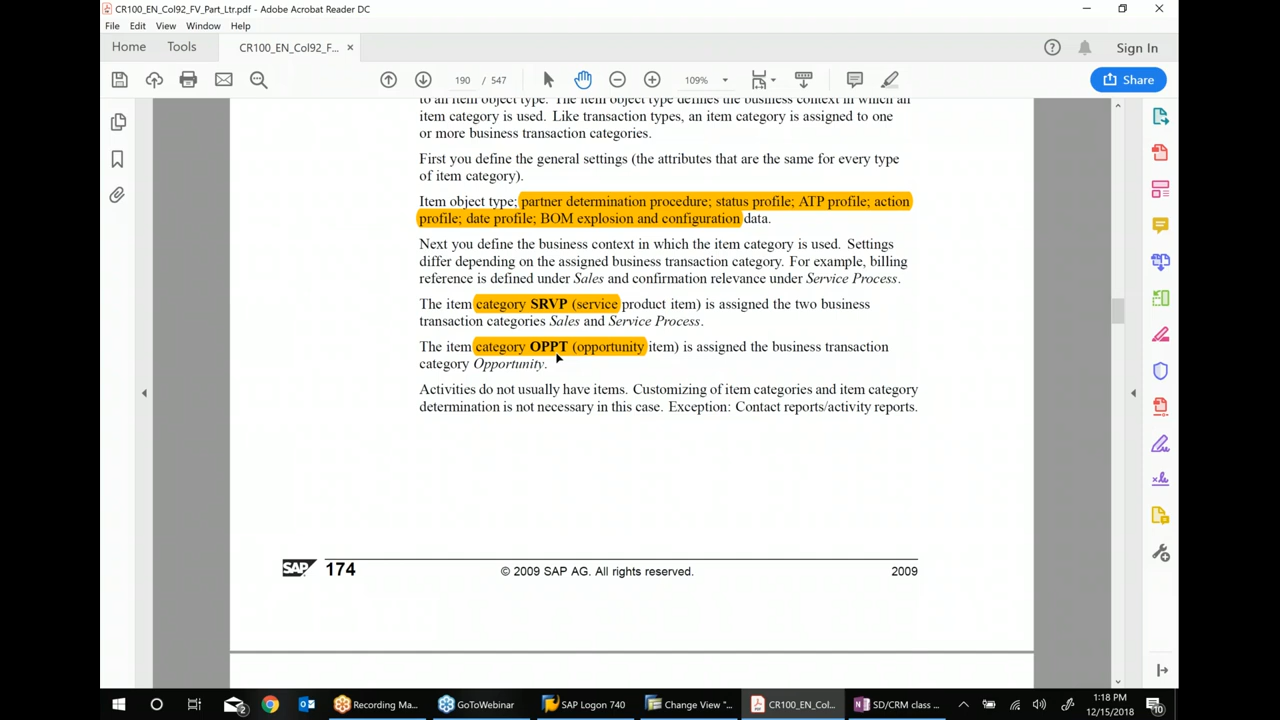 CR100_EN_Col92_FV_Part_Ltr.pdf - Adobe Acrobat Reader DC
File Edit View Window Help
Home Tools CR100_EN_Col92_F... × Sign In
190 / 547 109% Share
to an item object type. The item object type defines the business context in which an
item category is used. Like transaction types, an item category is assigned to one
or more business transaction categories.
First you define the general settings (the attributes that are the same for every type
of item category).
Item object type; partner determination procedure; status profile; ATP profile; action
profile; date profile; BOM explosion and configuration data.
Next you define the business context in which the item category is used. Settings
differ depending on the assigned business transaction category. For example, billing
reference is defined under Sales and confirmation relevance under Service Process.
The item category SRVP (service product item) is assigned the two business
transaction categories Sales and Service Process.
The item category OPPT (opportunity item) is assigned the business transaction
category Opportunity.
Activities do not usually have items. Customizing of item categories and item category
determination is not necessary in this case. Exception: Contact reports/activity reports.
SAP 174 © 2009 SAP AG. All rights reserved. 2009
Recording Ma... GoToWebinar SAP Logon 740 Change View "... CR100_EN_Col... SD/CRM class ... 1:18 PM
12/15/2018